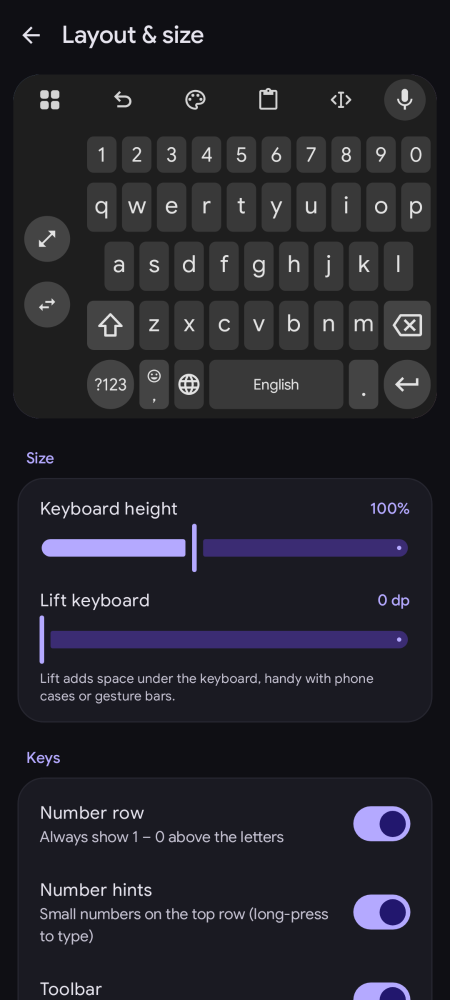 Layout & size
1 2 3 4 5 6 7 8 9 0
q w e r t y u i o p
a s d f g h j k l
z x c v b n m
?123 , English .
Size
Keyboard height 100%
Lift keyboard 0 dp
Lift adds space under the keyboard, handy with phone
cases or gesture bars.
Keys
Number row
Always show 1 – 0 above the letters
Number hints
Small numbers on the top row (long-press
to type)
Toolbar